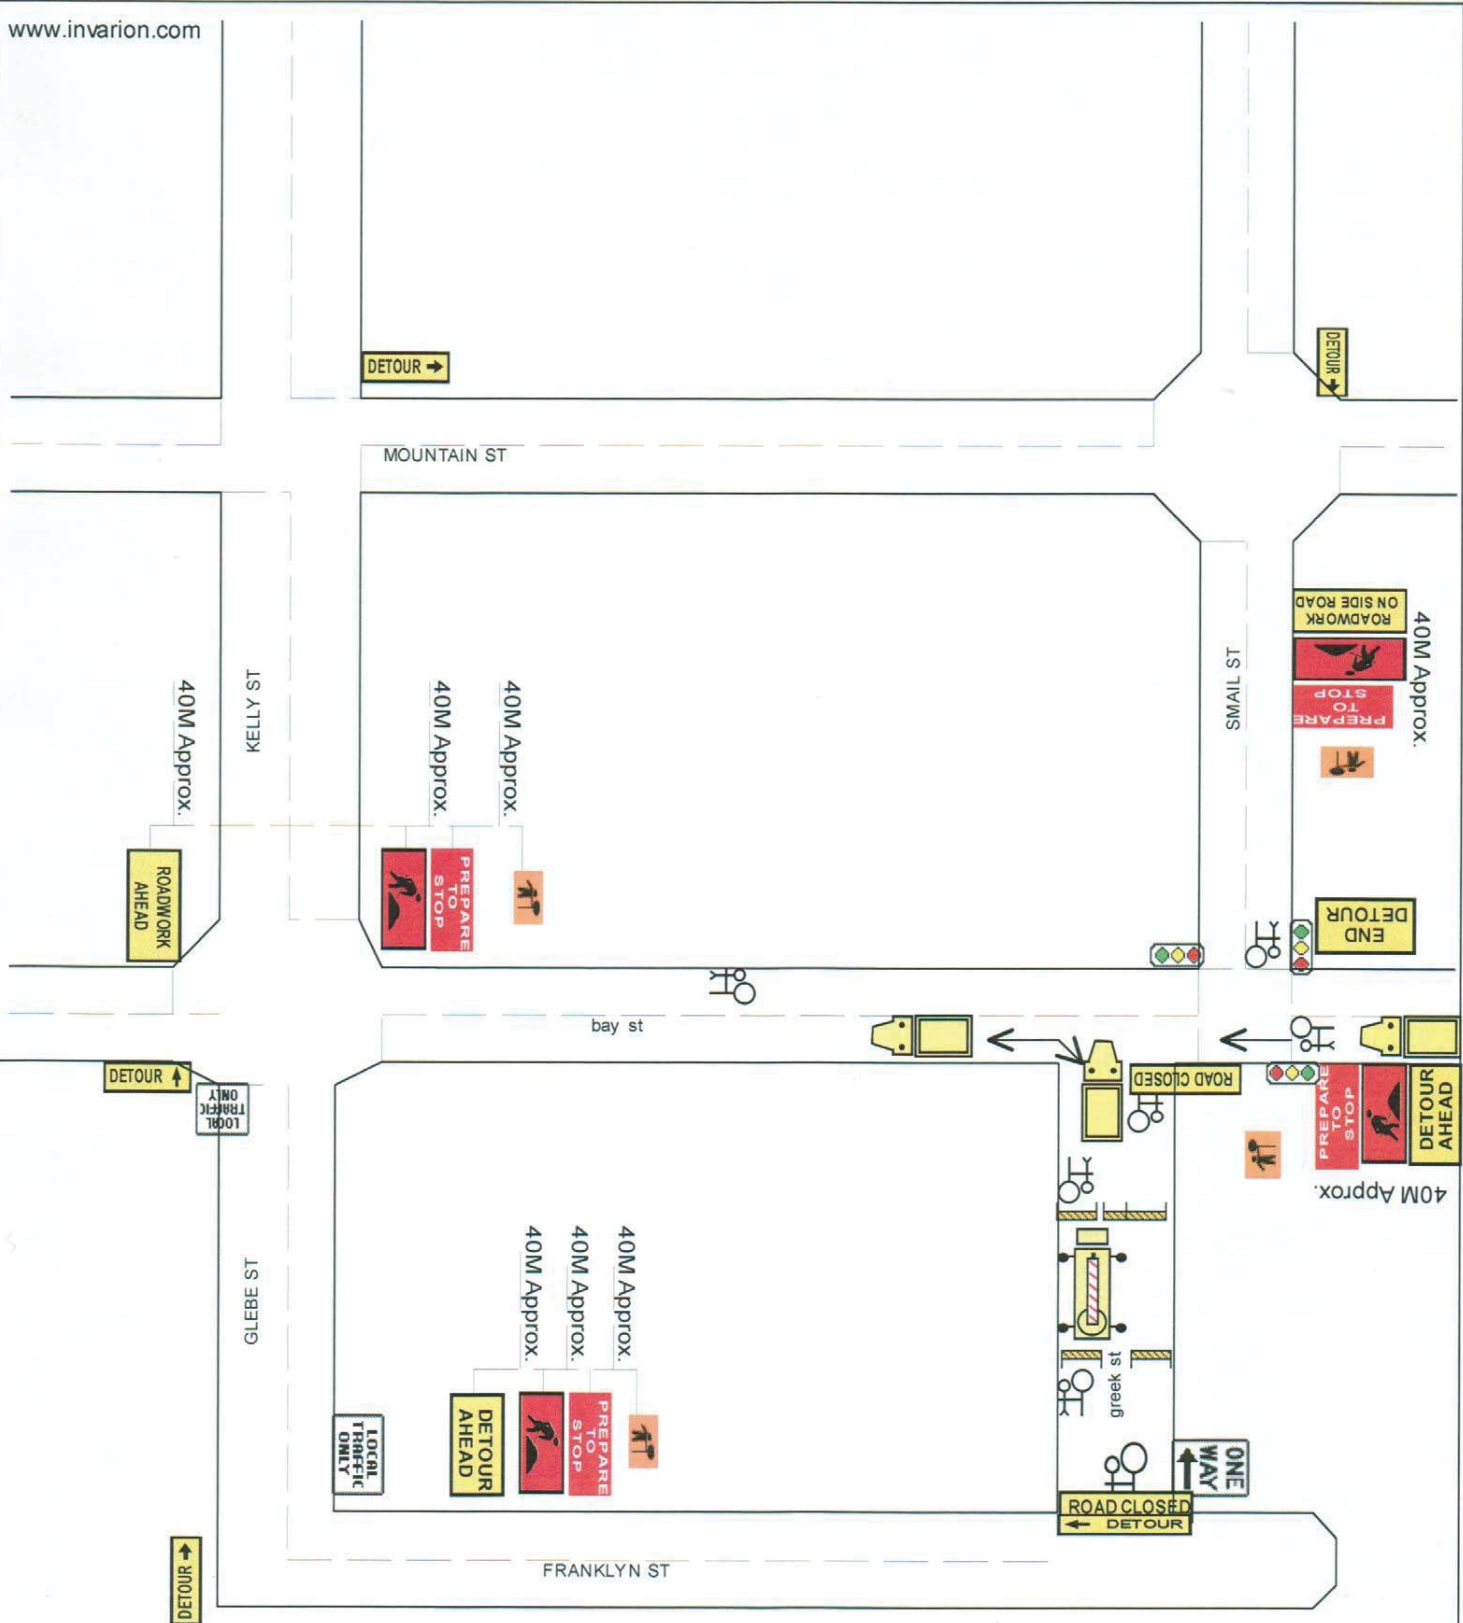 www.invarion.com
DETOUR
DETOUR
MOUNTAIN ST
ROADWORK
ON SIDE ROAD
40M Approx.
PREPARE
TO
STOP
SMAIL ST
KELLY ST
40M Approx.
40M Approx.
40M Approx.
ROADWORK
AHEAD
PREPARE
TO
STOP
END
DETOUR
bay st
DETOUR
LOCAL
TRAFFIC
ONLY
ROAD CLOSED
PREPARE
TO
STOP
DETOUR
AHEAD
40M Approx.
GLEBE ST
40M Approx.
40M Approx.
40M Approx.
greek st
LOCAL
TRAFFIC
ONLY
DETOUR
AHEAD
PREPARE
TO
STOP
ONE
WAY
ROAD CLOSED
DETOUR
DETOUR
FRANKLYN ST